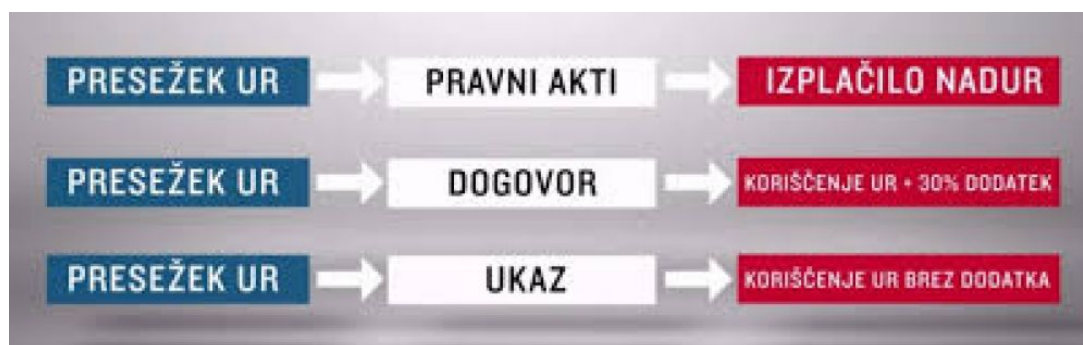 PRESEŽEK UR PRAVNI AKTI IZPLAČILO NADUR
PRESEŽEK UR DOGOVOR KORIŠČENJE UR + 30% DODATEK
PRESEŽEK UR UKAZ KORIŠČENJE UR BREZ DODATKA